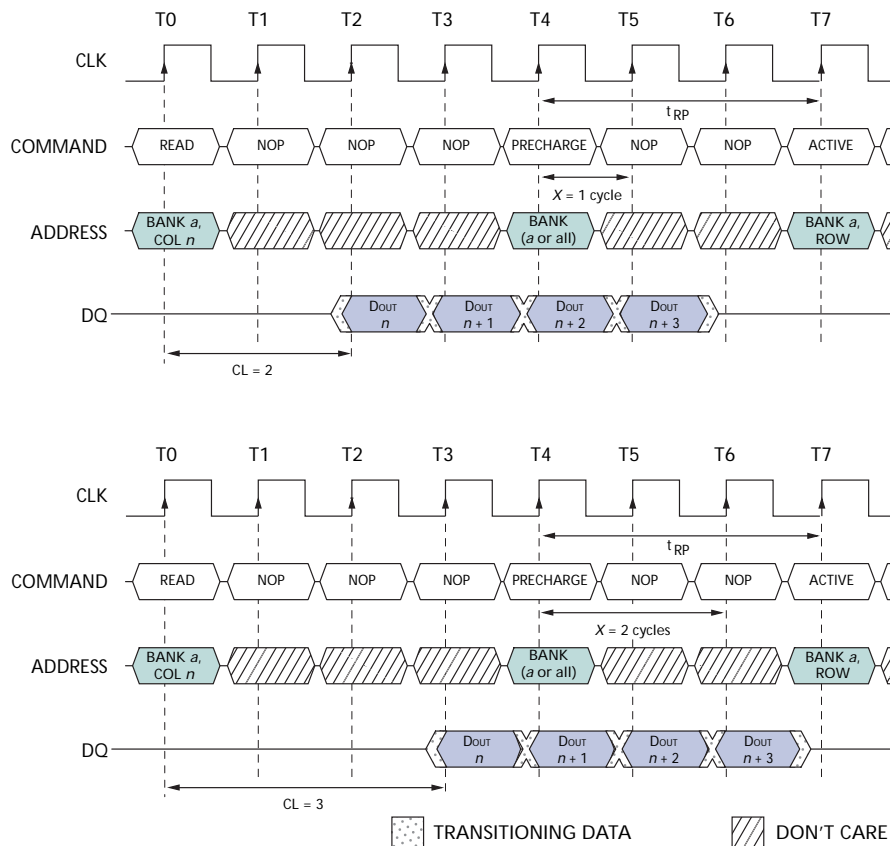 T0 T1 T2 T3 T4 T5 T6 T7
CLK
tRP
COMMAND READ NOP NOP NOP PRECHARGE NOP NOP ACTIVE
X = 1 cycle
ADDRESS BANK a, COL n BANK (a or all) BANK a, ROW
DQ DOUT n DOUT n + 1 DOUT n + 2 DOUT n + 3
CL = 2
T0 T1 T2 T3 T4 T5 T6 T7
CLK
tRP
COMMAND READ NOP NOP NOP PRECHARGE NOP NOP ACTIVE
X = 2 cycles
ADDRESS BANK a, COL n BANK (a or all) BANK a, ROW
DQ DOUT n DOUT n + 1 DOUT n + 2 DOUT n + 3
CL = 3
TRANSITIONING DATA DON'T CARE